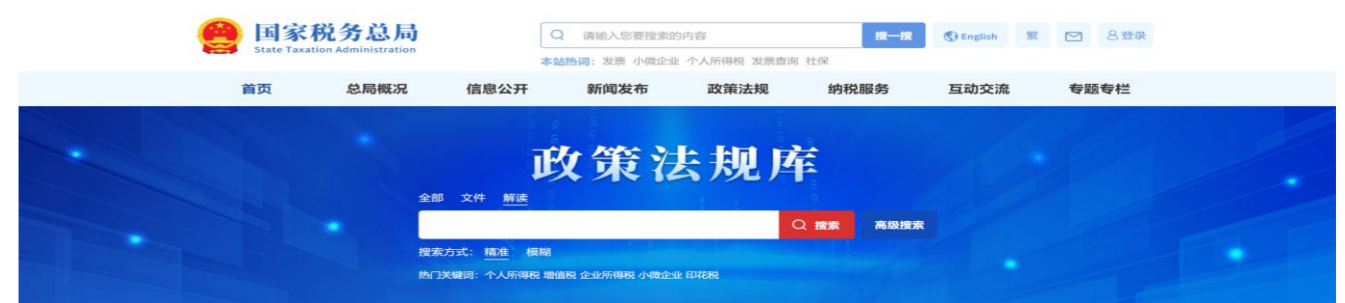 国家税务总局
State Taxation Administration
请输入您要搜索的内容 搜一搜 English 繁 登录
本站热词：发票 小微企业 个人所得税 发票查询 社保
首页 总局概况 信息公开 新闻发布 政策法规 纳税服务 互动交流 专题专栏
政策法规库
全部 文件 解读
搜索 高级搜索
搜索方式：精准 模糊
热门关键词：个人所得税 增值税 企业所得税 小微企业 印花税